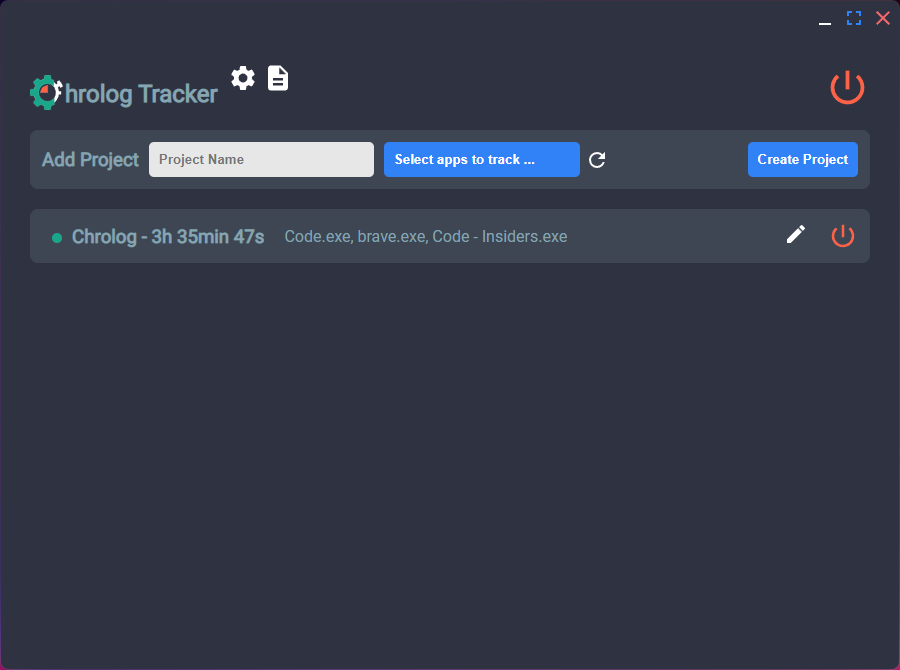 hrolog Tracker
Add Project
Project Name
Select apps to track ...
Create Project
Chrolog - 3h 35min 47s
Code.exe, brave.exe, Code - Insiders.exe